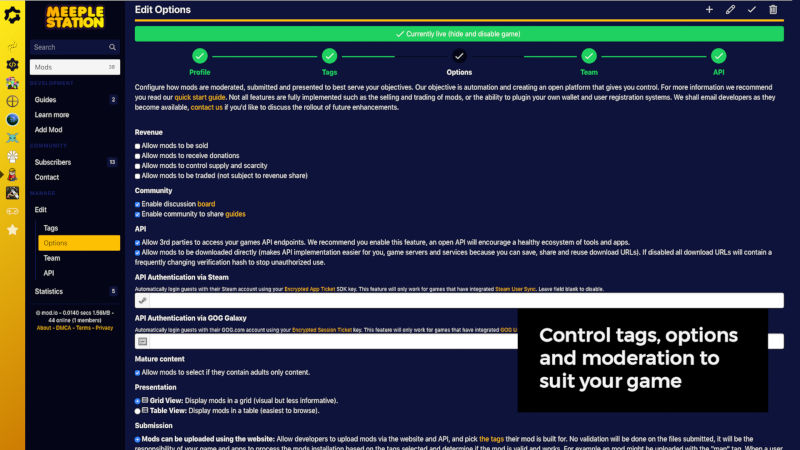 MEEPLE
STATION
Search
Mods 38
DEVELOPMENT
Guides 2
Learn more
Add Mod
COMMUNITY
Subscribers 13
Contact
MANAGE
Edit
Tags
Options
Team
API
Statistics 5
© mod.io - 0.0140 secs 1.58MB -
44 online (1 members)
About - DMCA - Terms - Privacy
Edit Options
Currently live (hide and disable game)
Profile Tags Options Team API
Configure how mods are moderated, submitted and presented to best serve your objectives. Our objective is automation and creating an open platform that gives you control. For more information we recommend
you read our quick start guide. Not all features are fully implemented such as the selling and trading of mods, or the ability to plugin your own wallet and user registration systems. We shall email developers as they
become available, contact us if you'd like to discuss the rollout of future enhancements.
Revenue
Allow mods to be sold
Allow mods to receive donations
Allow mods to control supply and scarcity
Allow mods to be traded (not subject to revenue share)
Community
Enable discussion board
Enable community to share guides
API
Allow 3rd parties to access your games API endpoints. We recommend you enable this feature, an open API will encourage a healthy ecosystem of tools and apps.
Allow mods to be downloaded directly (makes API implementation easier for you, game servers and services because you can save, share and reuse download URLs). If disabled all download URLs will contain a
frequently changing verification hash to stop unauthorized use.
API Authentication via Steam
Automatically login guests with their Steam account using your Encrypted App Ticket SDK key. This feature will only work for games that have integrated Steam User Sync. Leave field blank to disable.
API Authentication via GOG Galaxy
Automatically login guests with their GOG.com account using your Encrypted Session Ticket key. This feature will only work for games that have integrated GOG U
Mature content
Allow mods to select if they contain adults only content.
Presentation
Grid View: Display mods in a grid (visual but less informative).
Table View: Display mods in a table (easiest to browse).
Submission
Mods can be uploaded using the website: Allow developers to upload mods via the website and API, and pick the tags their mod is built for. No validation will be done on the files submitted, it will be the
responsibility of your game and apps to process the mods installation based on the tags selected and determine if the mod is valid and works. For example an mod might be uploaded with the "map" tag. When a user
Control tags, options
and moderation to
suit your game